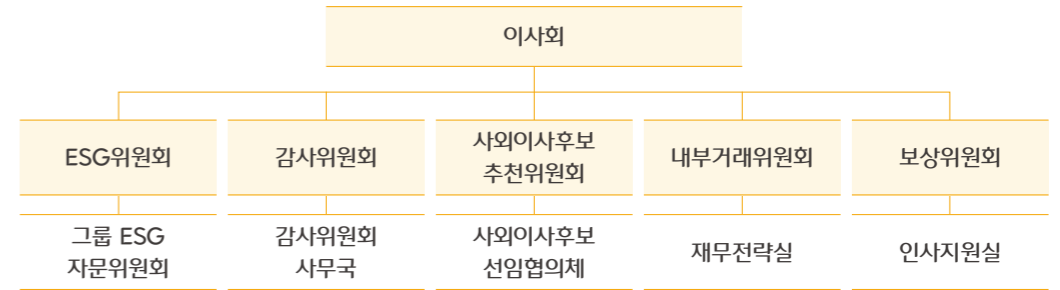 이사회
ESG위원회
감사위원회
사외이사후보
추천위원회
내부거래위원회
보상위원회
그룹 ESG
자문위원회
감사위원회
사무국
사외이사후보
선임협의체
재무전략실
인사지원실